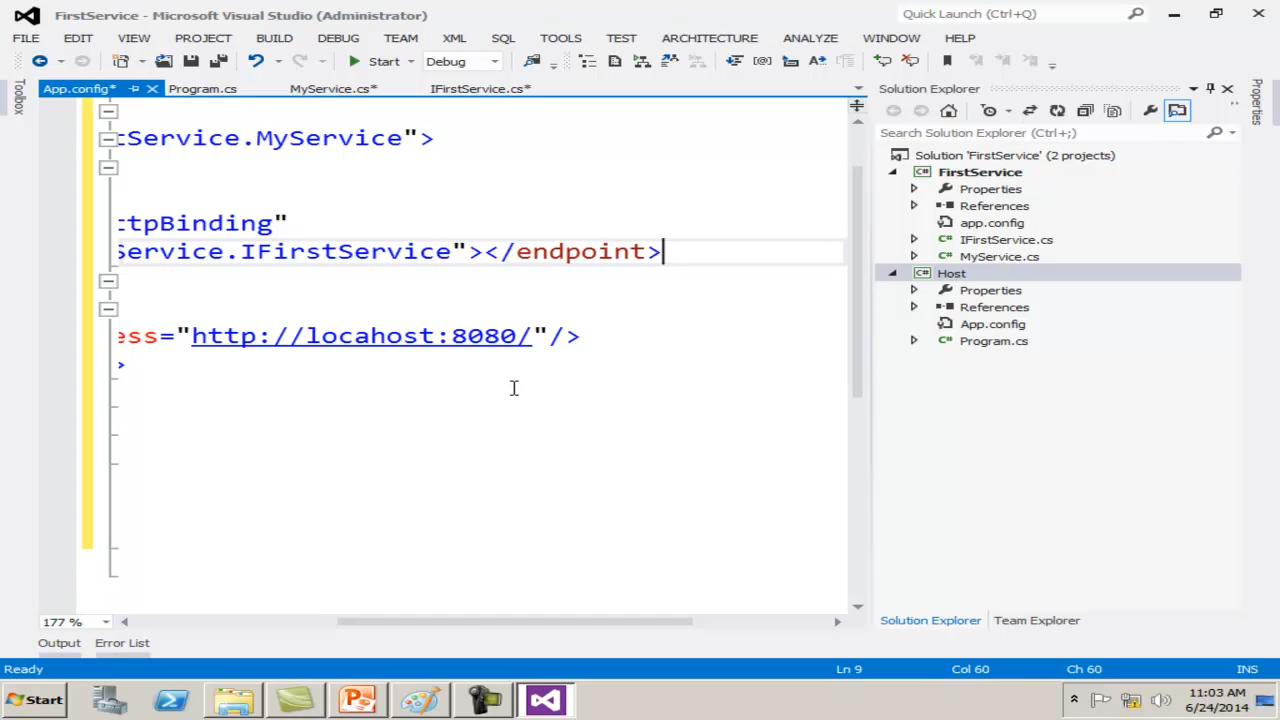 FirstService - Microsoft Visual Studio (Administrator)
Quick Launch (Ctrl+Q)
FILE EDIT VIEW PROJECT BUILD DEBUG TEAM XML SQL TOOLS TEST ARCHITECTURE ANALYZE WINDOW HELP
Start Debug
Toolbox
App.config* Program.cs MyService.cs* IFirstService.cs*
tService.MyService">
ttpBinding"
Service.IFirstService"></endpoint>
ess="http://locahost:8080/"/>
>
177 %
Solution Explorer
Search Solution Explorer (Ctrl+;)
Solution 'FirstService' (2 projects)
C# FirstService
Properties
References
app.config
C# IFirstService.cs
C# MyService.cs
C# Host
Properties
References
App.config
C# Program.cs
Solution Explorer Team Explorer
Properties
Output Error List
Ready Ln 9 Col 60 Ch 60 INS
Start
11:03 AM
6/24/2014